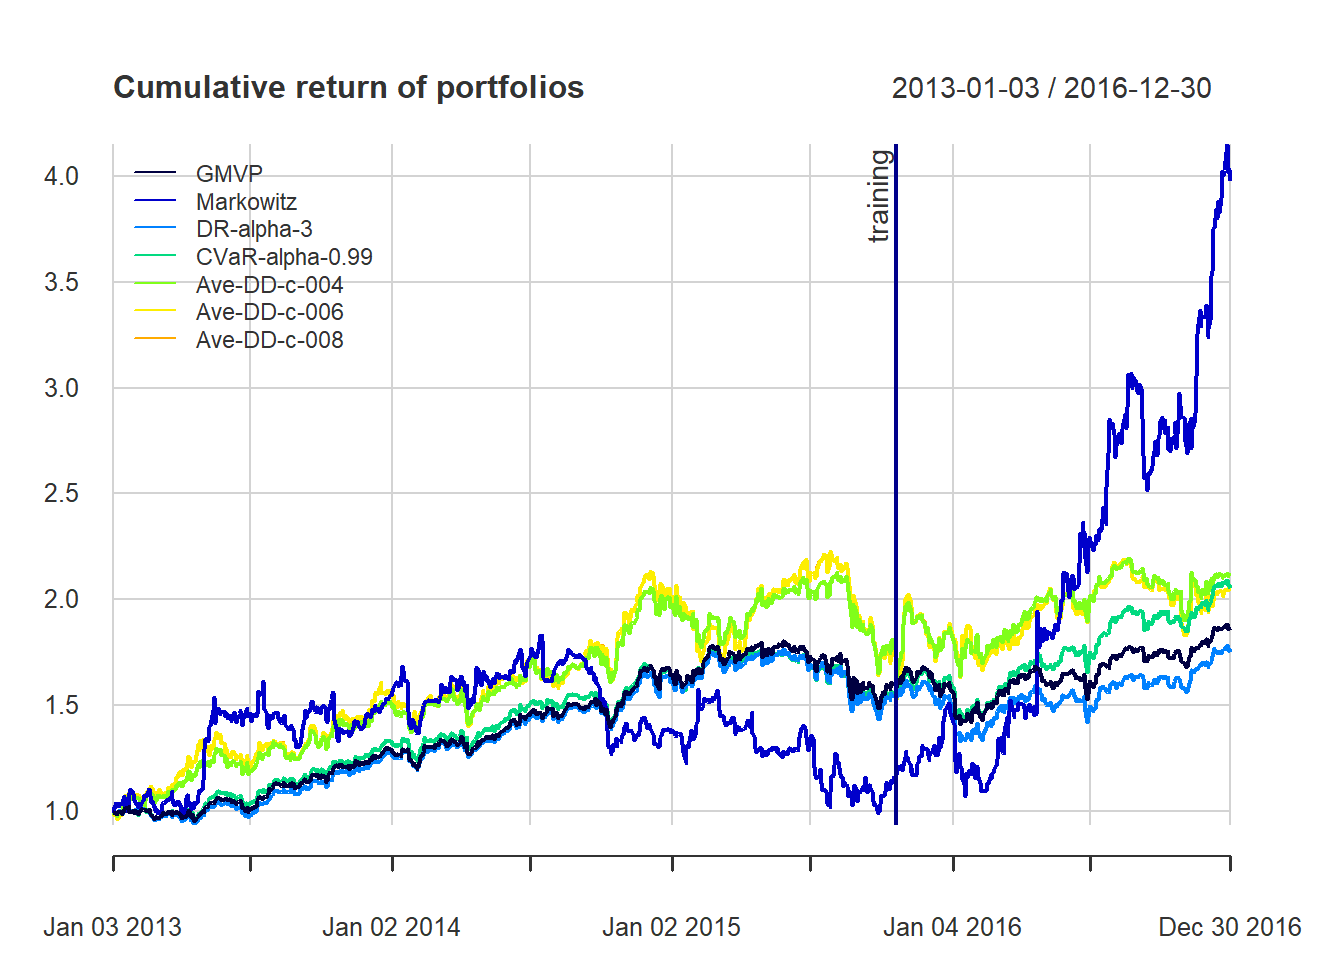 Cumulative return of portfolios 2013-01-03 / 2016-12-30
4.0
3.5
3.0
2.5
2.0
1.5
1.0
GMVP
Markowitz
DR-alpha-3
CVaR-alpha-0.99
Ave-DD-c-004
Ave-DD-c-006
Ave-DD-c-008
training
Jan 03 2013 Jan 02 2014 Jan 02 2015 Jan 04 2016 Dec 30 2016